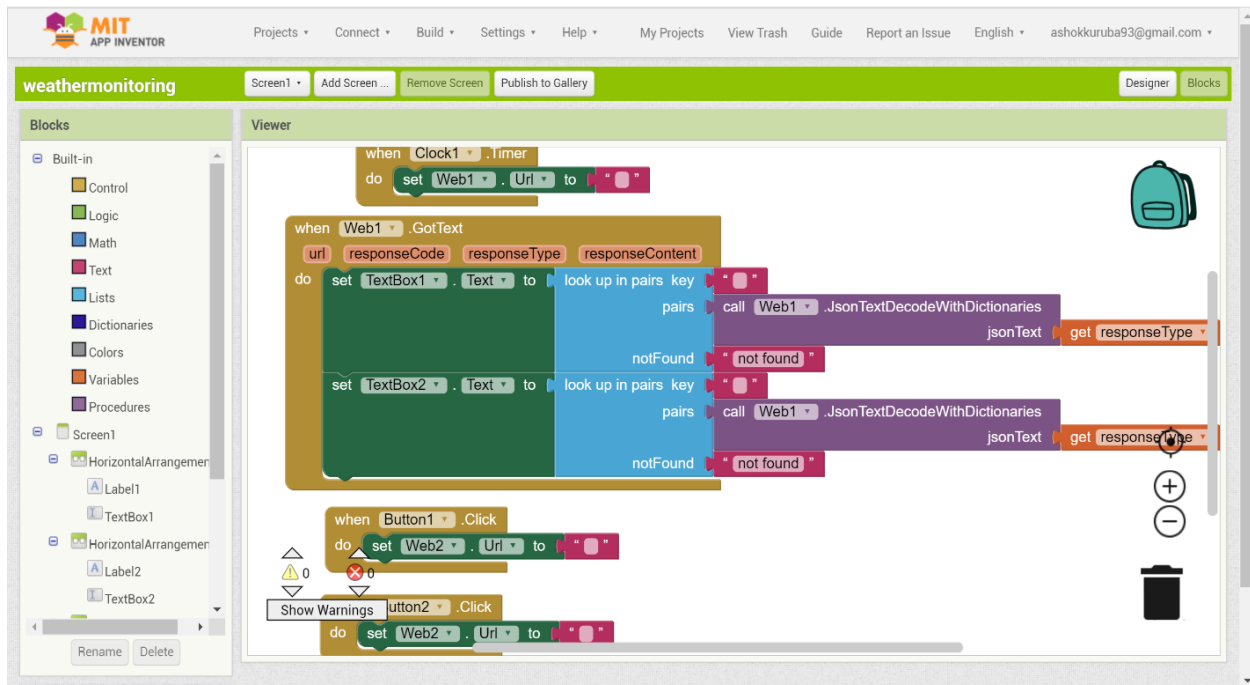 MIT
APP INVENTOR
Projects Connect Build Settings Help My Projects View Trash Guide Report an Issue English ashokkuruba93@gmail.com
weathermonitoring Screen1 Add Screen ... Remove Screen Publish to Gallery Designer Blocks
Blocks
Built-in
Control
Logic
Math
Text
Lists
Dictionaries
Colors
Variables
Procedures
Screen1
HorizontalArrangemen
Label1
TextBox1
HorizontalArrangemen
Label2
TextBox2
Rename Delete
Viewer
when Clock1 .Timer
do set Web1 . Url to " "
when Web1 .GotText
url responseCode responseType responseContent
do set TextBox1 . Text to look up in pairs key " "
pairs call Web1 .JsonTextDecodeWithDictionaries
jsonText get responseType
notFound " not found "
set TextBox2 . Text to look up in pairs key " "
pairs call Web1 .JsonTextDecodeWithDictionaries
jsonText get responseType
notFound " not found "
when Button1 .Click
do set Web2 . Url to " "
0 0
Show Warnings utton2 .Click
do set Web2 . Url to " "